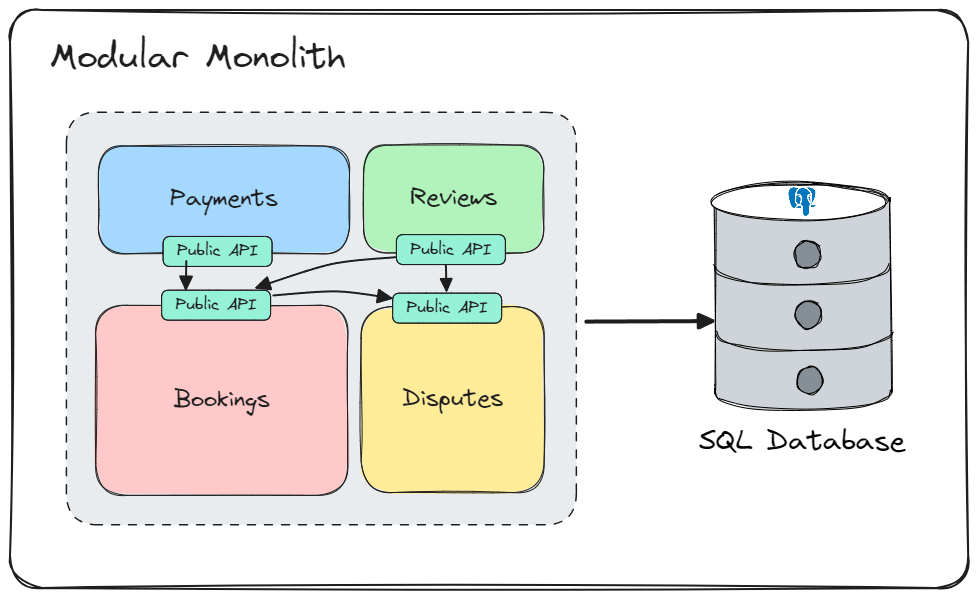 Modular Monolith
Payments
Reviews
Public API
Public API
Public API
Public API
Bookings
Disputes
SQL Database